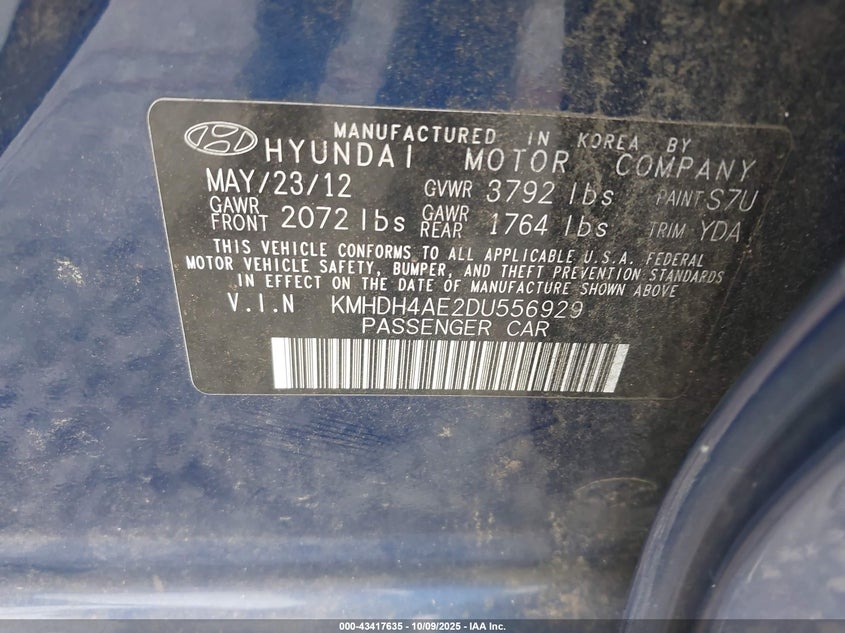 MANUFACTURED IN KOREA BY
HYUNDAI MOTOR COMPANY
MAY/23/12 GVWR 3792 lbs PAINT S7U
GAWR FRONT 2072 lbs GAWR REAR 1764 lbs TRIM YDA
THIS VEHICLE CONFORMS TO ALL APPLICABLE U.S.A. FEDERAL
MOTOR VEHICLE SAFETY, BUMPER, AND THEFT PREVENTION STANDARDS
IN EFFECT ON THE DATE OF MANUFACTURE SHOWN ABOVE
V.I.N KMHDH4AE2DU556929
PASSENGER CAR
000-43417635 - 10/09/2025 - IAA Inc.